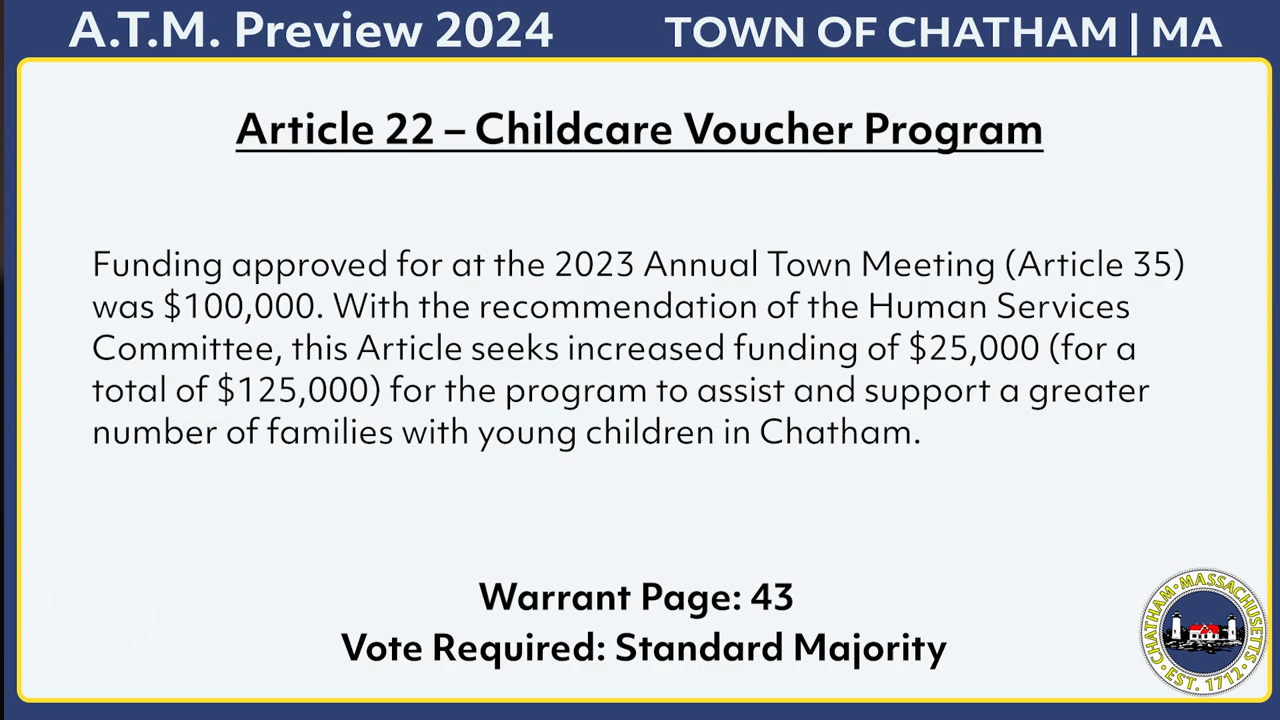 A.T.M. Preview 2024
TOWN OF CHATHAM | MA
Article 22 – Childcare Voucher Program
Funding approved for at the 2023 Annual Town Meeting (Article 35)
was $100,000. With the recommendation of the Human Services
Committee, this Article seeks increased funding of $25,000 (for a
total of $125,000) for the program to assist and support a greater
number of families with young children in Chatham.
Warrant Page: 43
Vote Required: Standard Majority
CHATHAM · MASSACHUSETTS
· EST. 1712 ·